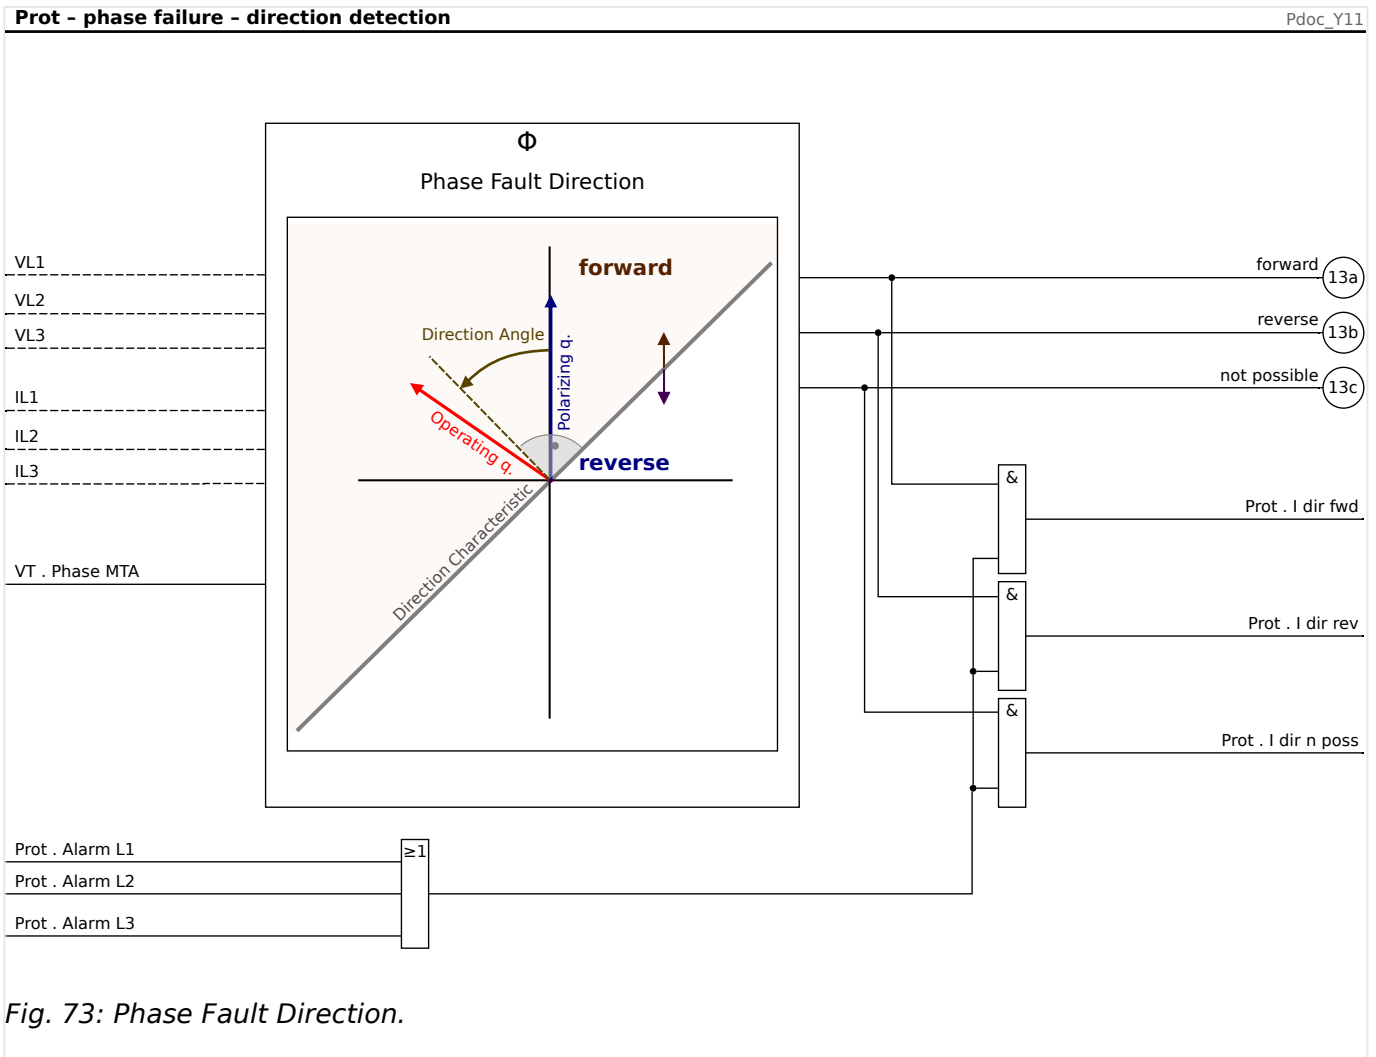 Prot – phase failure – direction detection
Pdoc_Y11
Φ
Phase Fault Direction
VL1
VL2
VL3
IL1
IL2
IL3
VT . Phase MTA
forward
Direction Angle
Polarizing q.
Operating q.
reverse
Direction Characteristic
forward
13a
reverse
13b
not possible
13c
&
Prot . I dir fwd
&
Prot . I dir rev
&
Prot . I dir n poss
Prot . Alarm L1
≥1
Prot . Alarm L2
Prot . Alarm L3
Fig. 73: Phase Fault Direction.